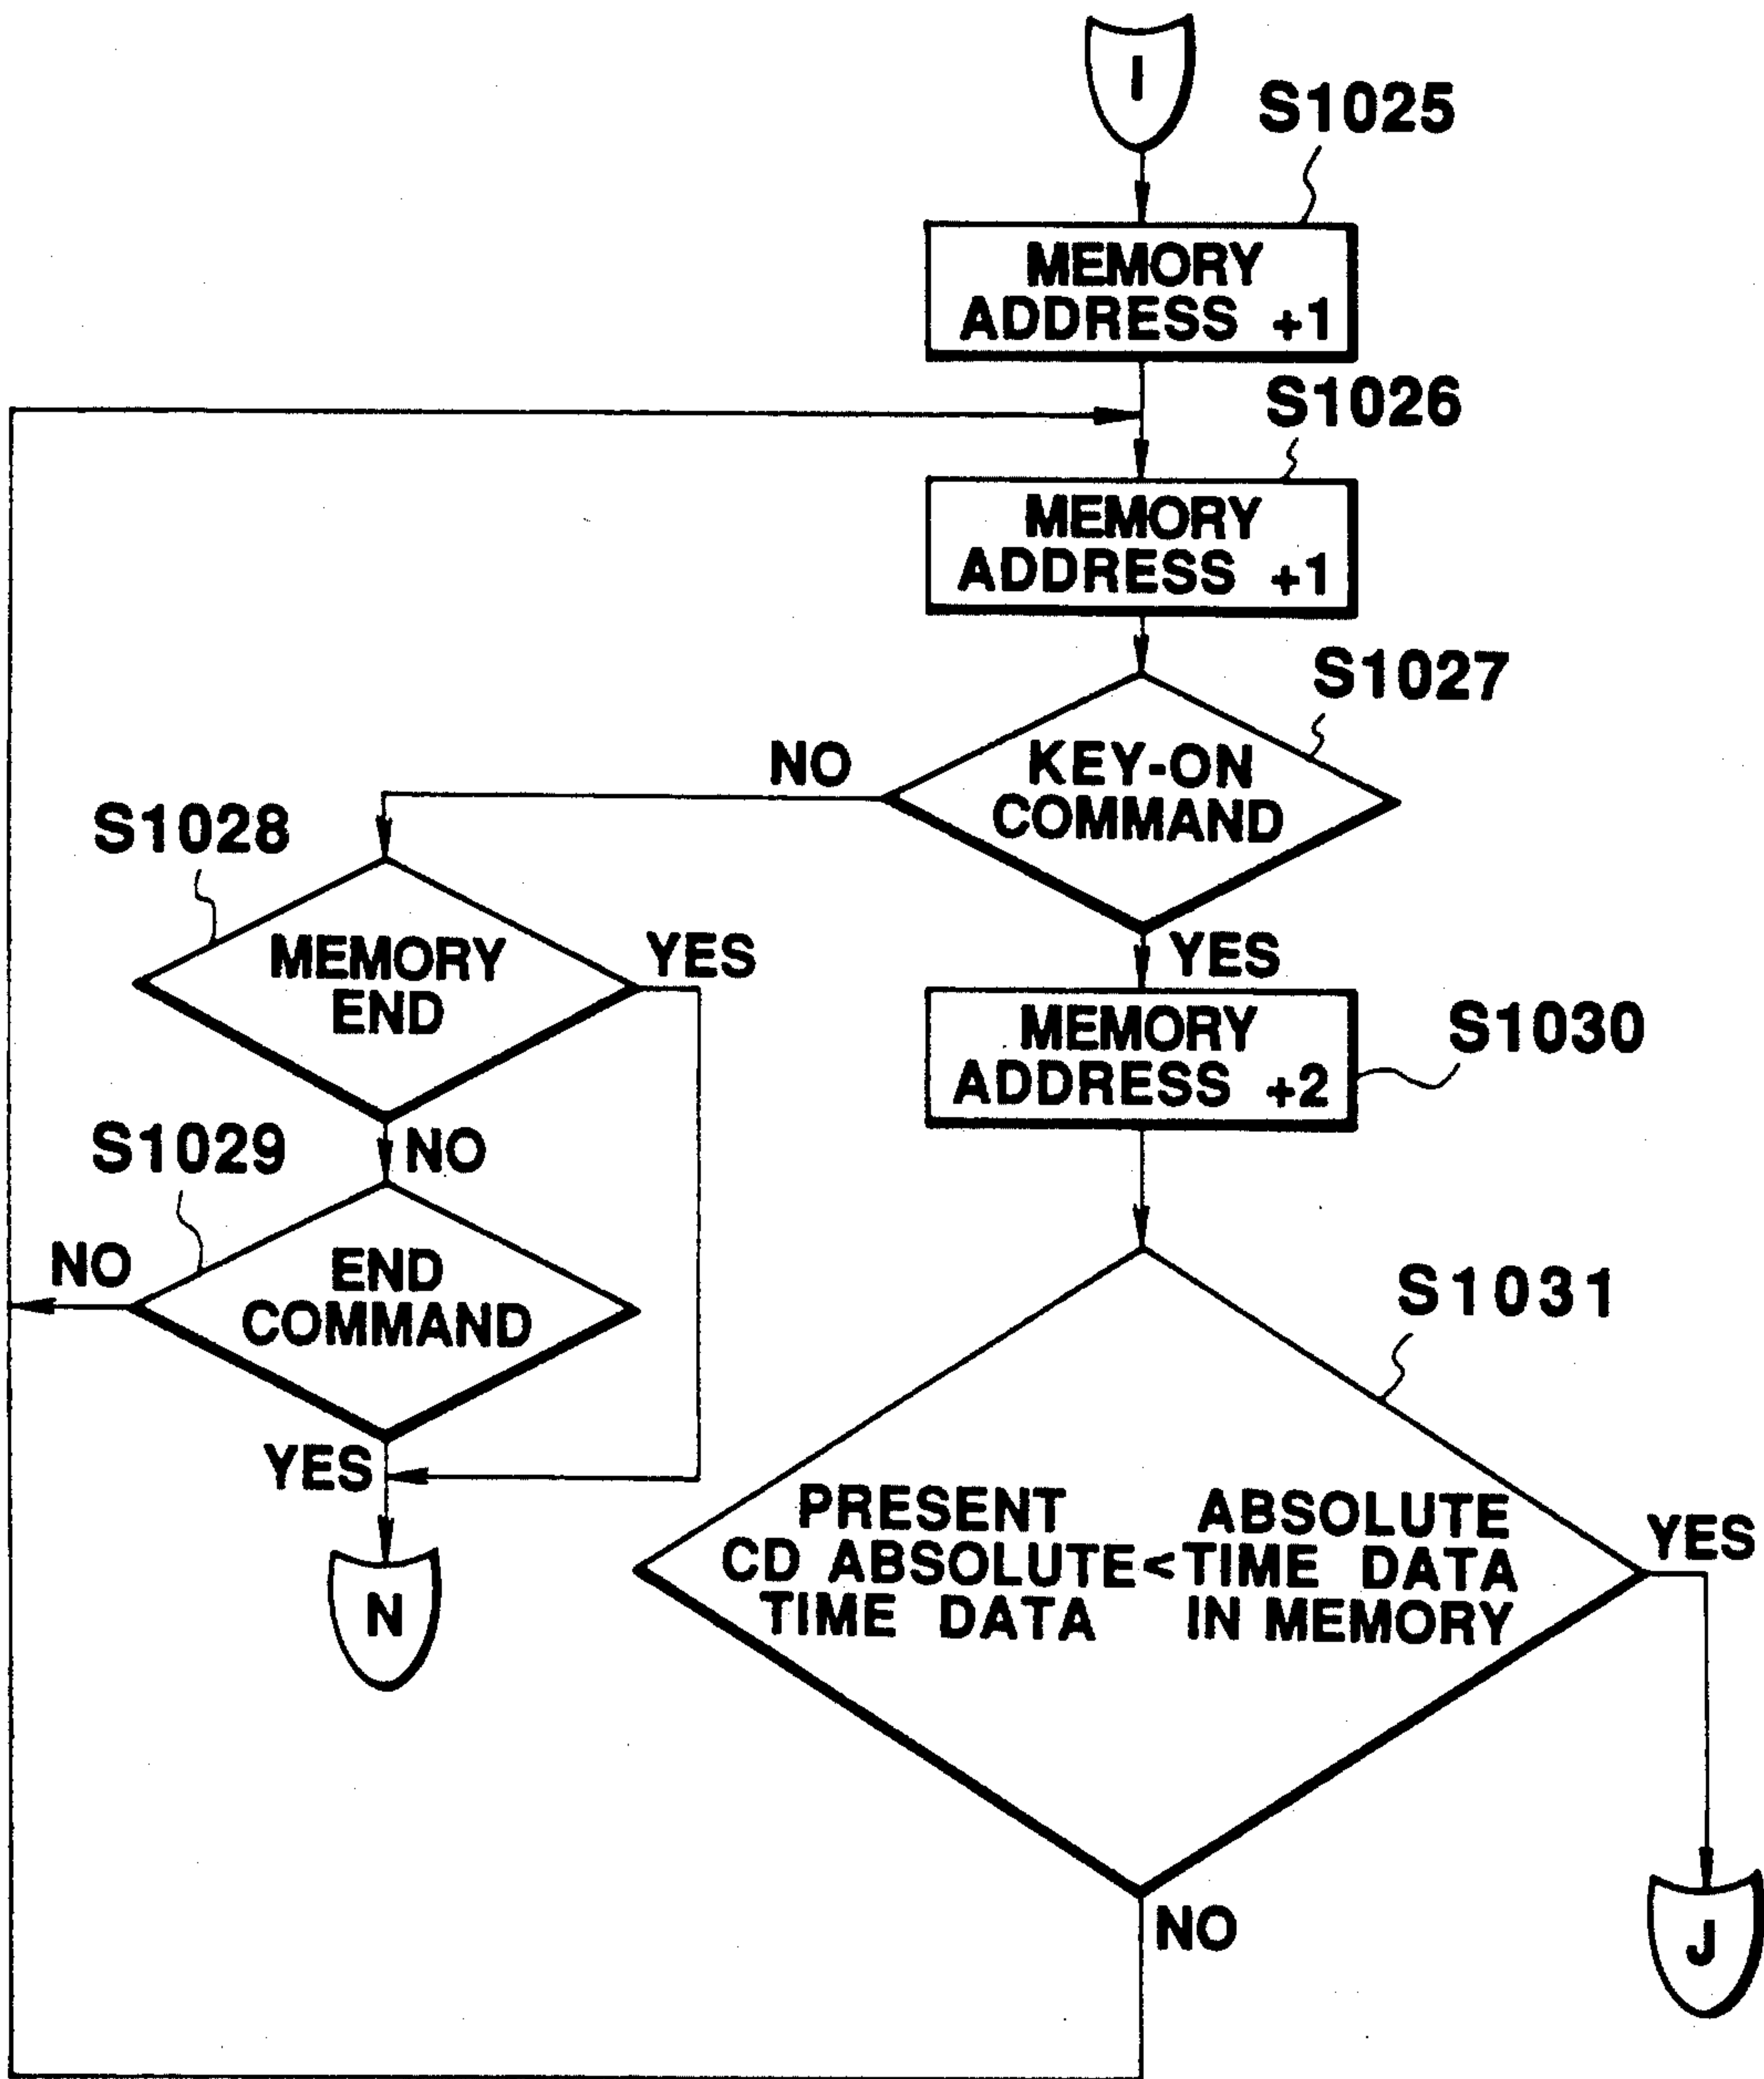 I
S1025
MEMORY
ADDRESS +1
S1026
MEMORY
ADDRESS +1
S1027
KEY-ON
COMMAND
NO
YES
S1028
MEMORY
END
YES
NO
S1029
END
COMMAND
NO
YES
N
S1030
MEMORY
ADDRESS +2
S1031
PRESENT ABSOLUTE
CD ABSOLUTE<TIME DATA
TIME DATA IN MEMORY
YES
NO
J